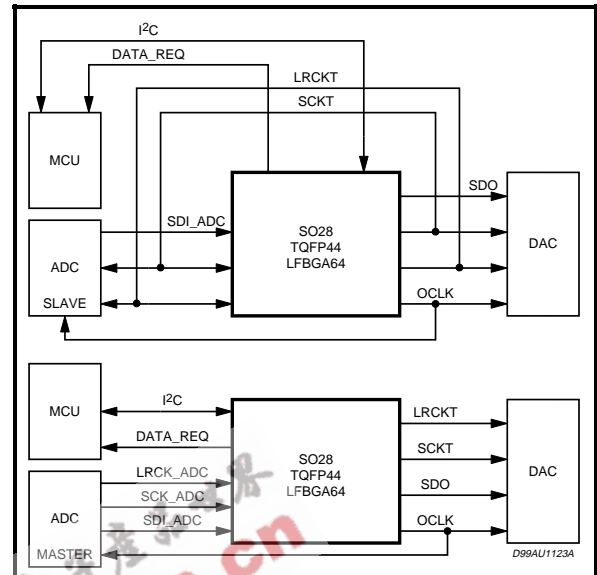 I²C
DATA_REQ
LRCKT
SCKT
MCU
SDO
SDI_ADC
SO28
TQFP44
LFBGA64
DAC
ADC
SLAVE
OCLK
MCU
I²C
DATA_REQ
LRCK_ADC
SCK_ADC
SDI_ADC
ADC
MASTER
SO28
TQFP44
LFBGA64
LRCKT
SCKT
SDO
OCLK
DAC
D99AU1123A
.cn